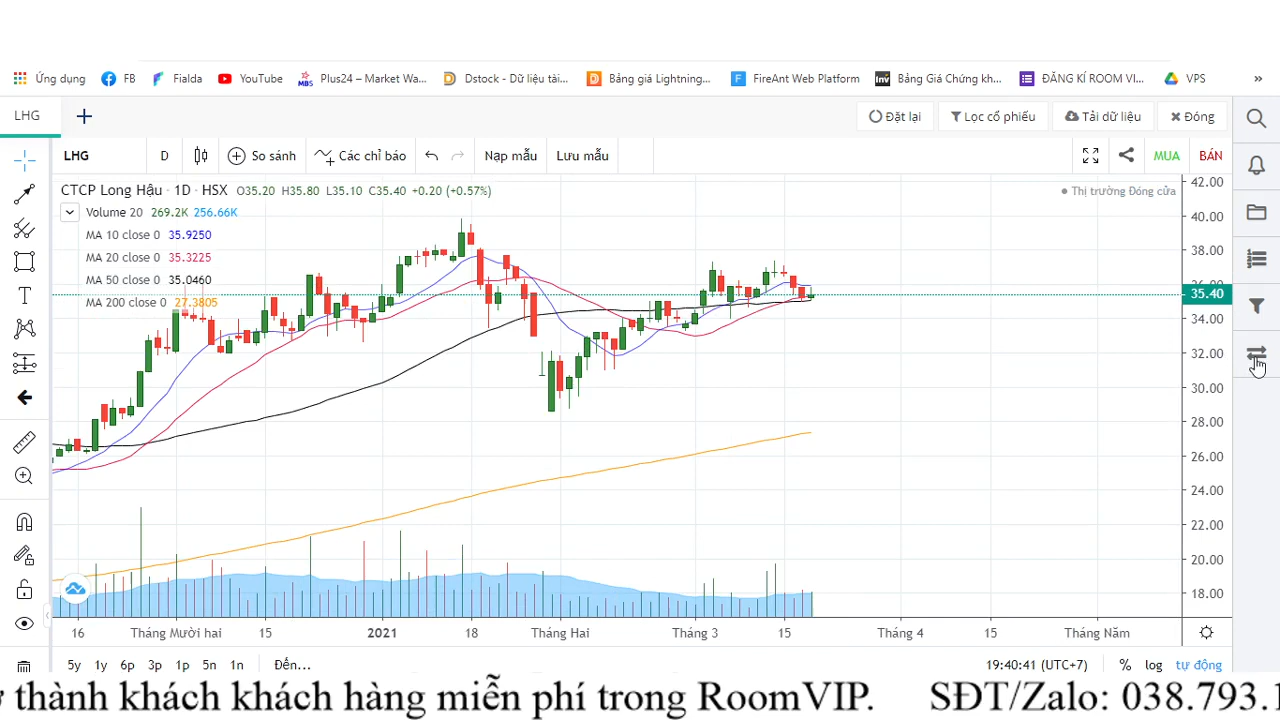 Ứng dụng FB Fialda YouTube Plus24 – Market Wa... Dstock - Dữ liệu tài... Bảng giá Lightning... FireAnt Web Platform Bảng Giá Chứng kh... ĐĂNG KÍ ROOM VI... VPS »
LHG Đặt lại Lọc cổ phiếu Tải dữ liệu Đóng
LHG D So sánh Các chỉ báo Nạp mẫu Lưu mẫu MUA BÁN
CTCP Long Hậu · 1D · HSX O35.20 H35.80 L35.10 C35.40 +0.20 (+0.57%) Thị trường Đóng cửa
Volume 20 269.2K 256.66K
MA 10 close 0 35.9250
MA 20 close 0 35.3225
MA 50 close 0 35.0460
MA 200 close 0 27.3805
42.00
40.00
38.00
36.00
35.40
34.00
32.00
30.00
28.00
26.00
24.00
22.00
20.00
18.00
16 Tháng Mười hai 15 2021 18 Tháng Hai Tháng 3 15 Tháng 4 15 Tháng Năm
5y 1y 6p 3p 1p 5n 1n Đến... 19:40:41 (UTC+7) % log tự động
thành khách khách hàng miễn phí trong RoomVIP. SĐT/Zalo: 038.793.1